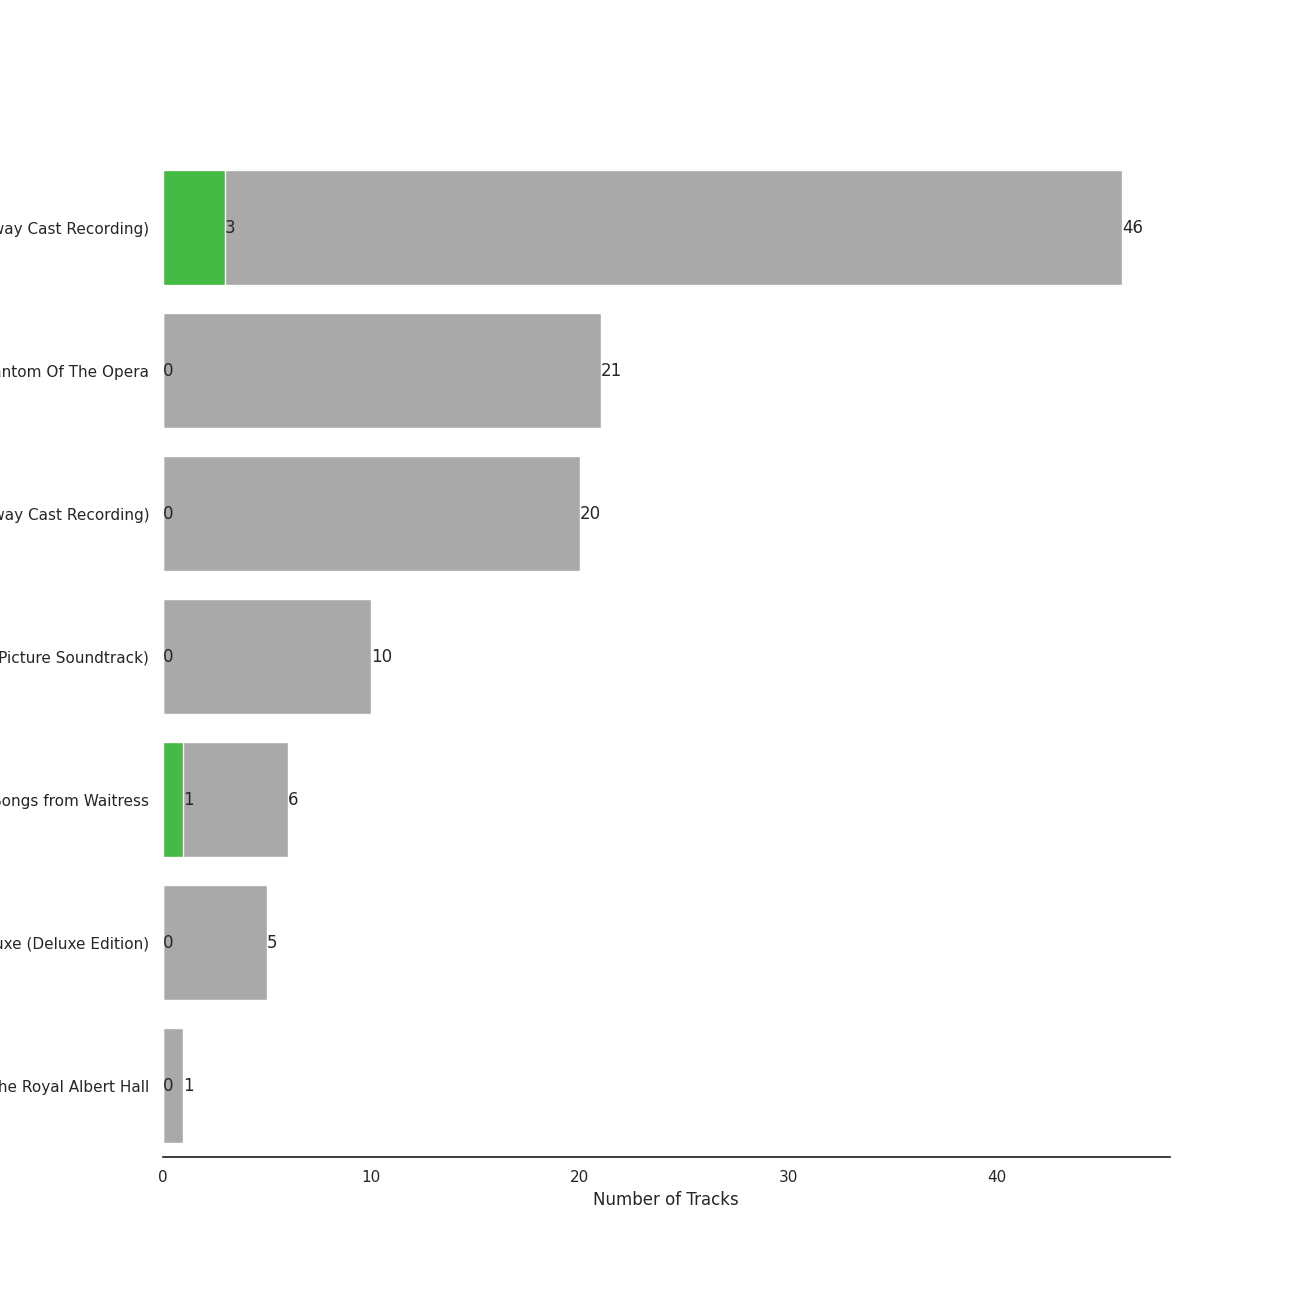 way Cast Recording) 3 46
ntom Of The Opera 0 21
way Cast Recording) 0 20
Picture Soundtrack) 0 10
Songs from Waitress 1 6
uxe (Deluxe Edition) 0 5
he Royal Albert Hall 0 1
0 10 20 30 40
Number of Tracks